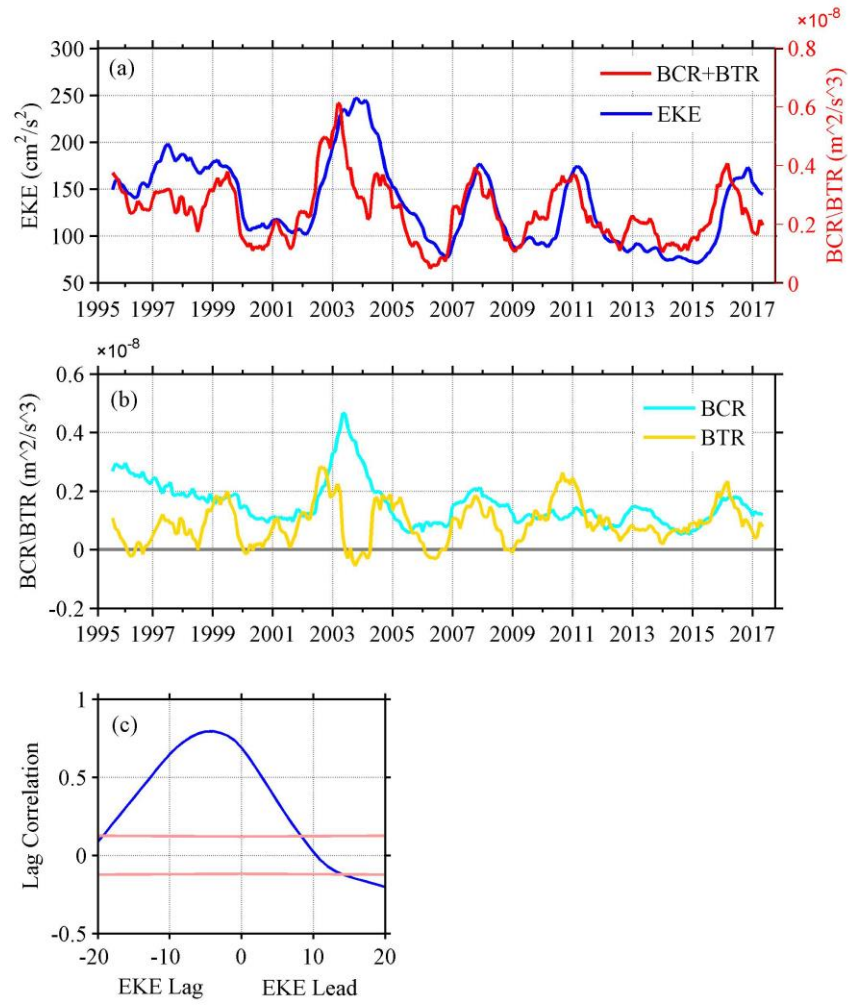 ×10^-8
(a)
BCR+BTR
EKE
EKE (cm²/s²)
300
250
200
150
100
50
0.8
0.6
0.4
0.2
0
BCR\BTR (m^2/s^3)
1995 1997 1999 2001 2003 2005 2007 2009 2011 2013 2015 2017
×10^-8
(b)
BCR
BTR
BCR\BTR (m^2/s^3)
0.6
0.4
0.2
0
-0.2
1995 1997 1999 2001 2003 2005 2007 2009 2011 2013 2015 2017
(c)
Lag Correlation
1
0.5
0
-0.5
-20 -10 0 10 20
EKE Lag EKE Lead